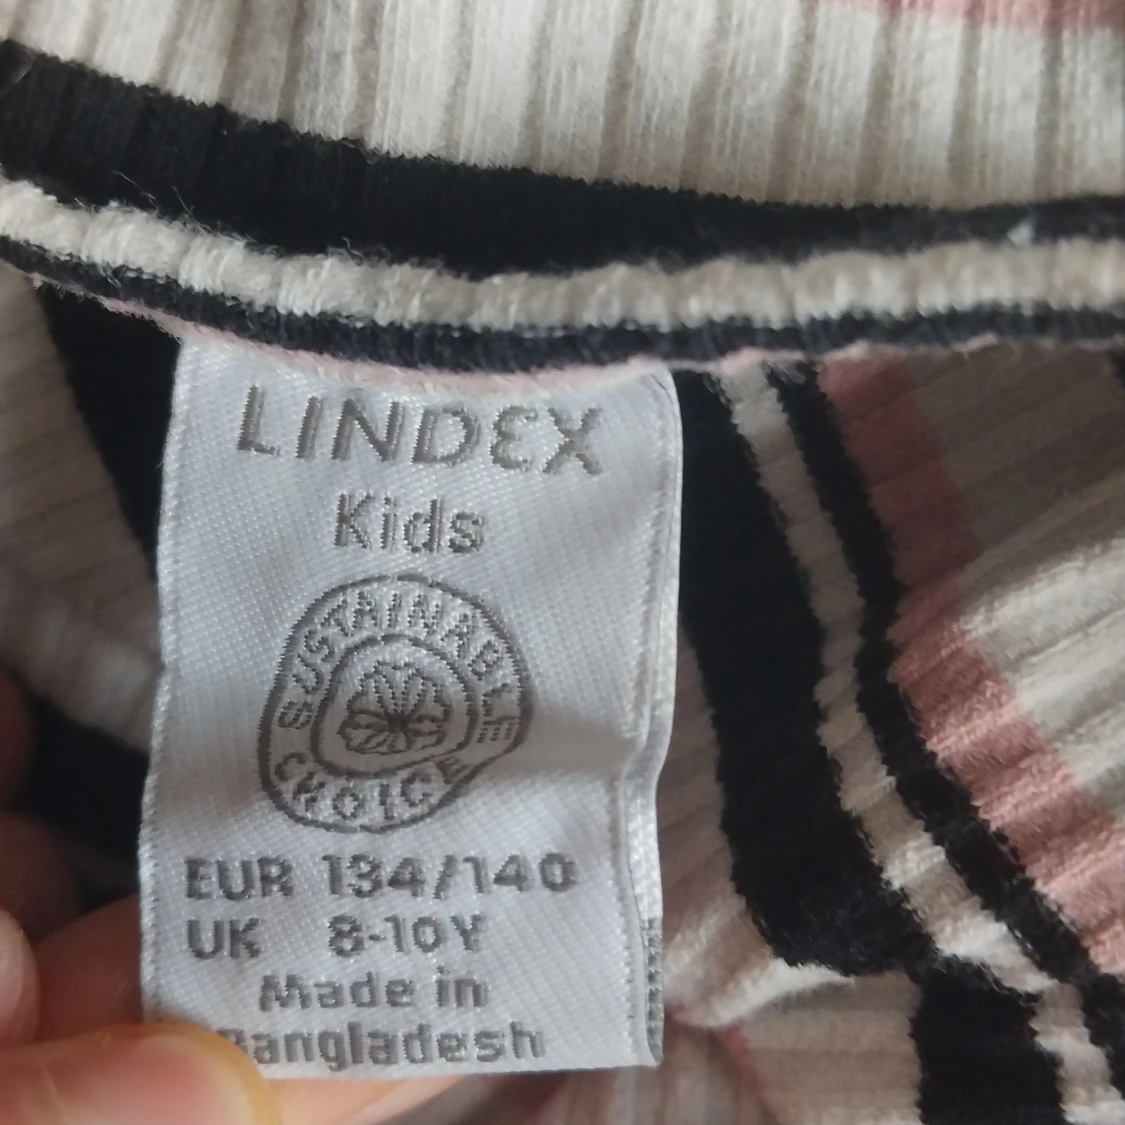 LINDEX
Kids
SUSTAINABLE
CHOICE
EUR 134/140
UK 8-10Y
Made in
Bangladesh